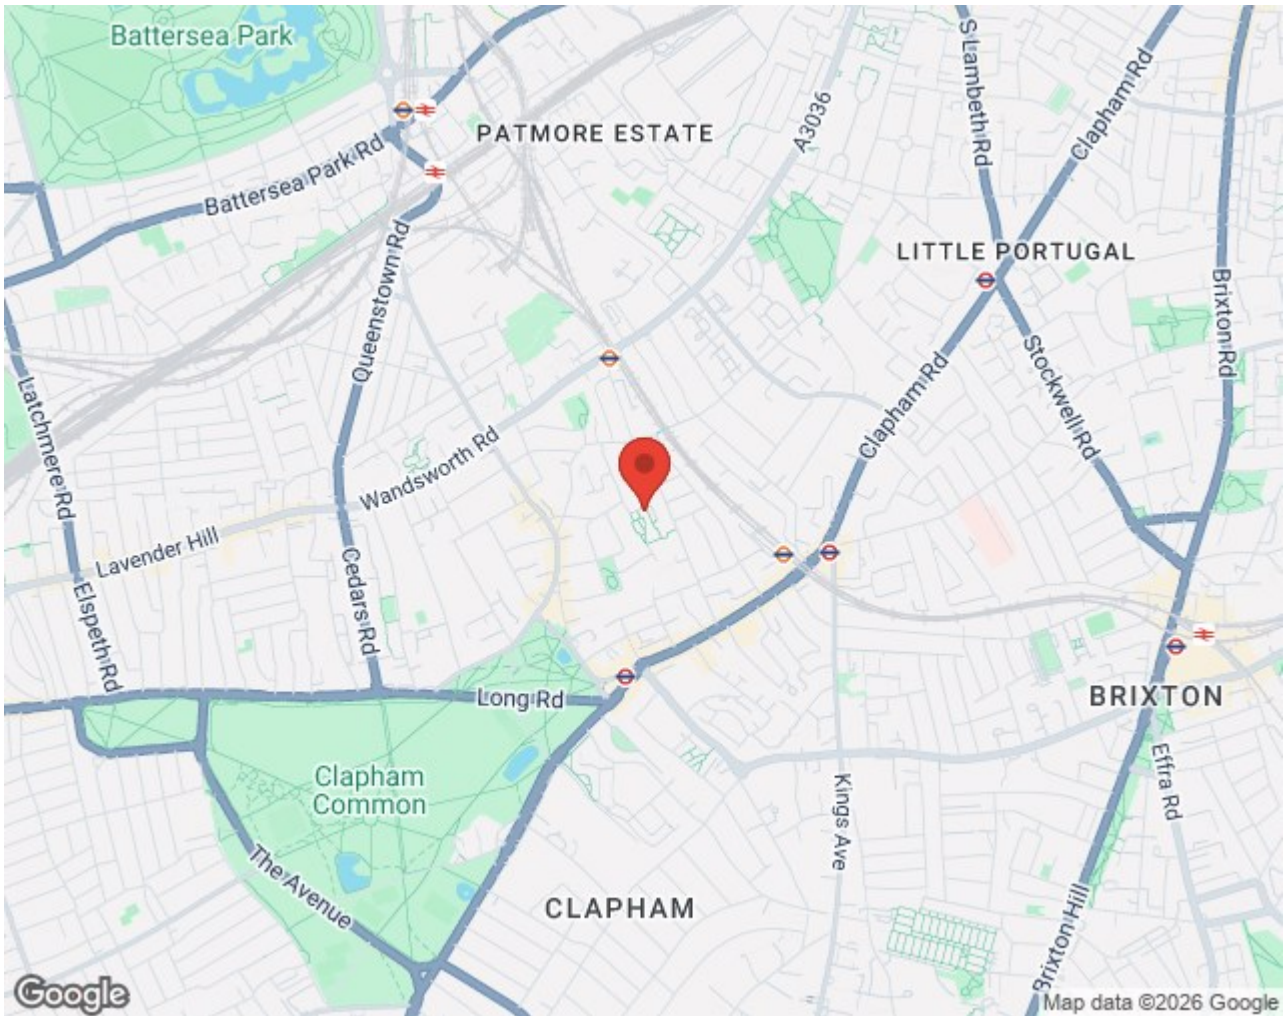 Battersea Park
PATMORE ESTATE
A3036
S Lambeth Rd
Clapham Rd
Battersea Park Rd
LITTLE PORTUGAL
Queenstown Rd
Brixton Rd
Stockwell Rd
Clapham Rd
Latchmere Rd
Wandsworth Rd
Lavender Hill
Cedars Rd
Elspeth Rd
Long Rd
BRIXTON
Clapham
Common
Effra Rd
Kings Ave
The Avenue
CLAPHAM
Brixton Hill
Google
Map data ©2026 Google